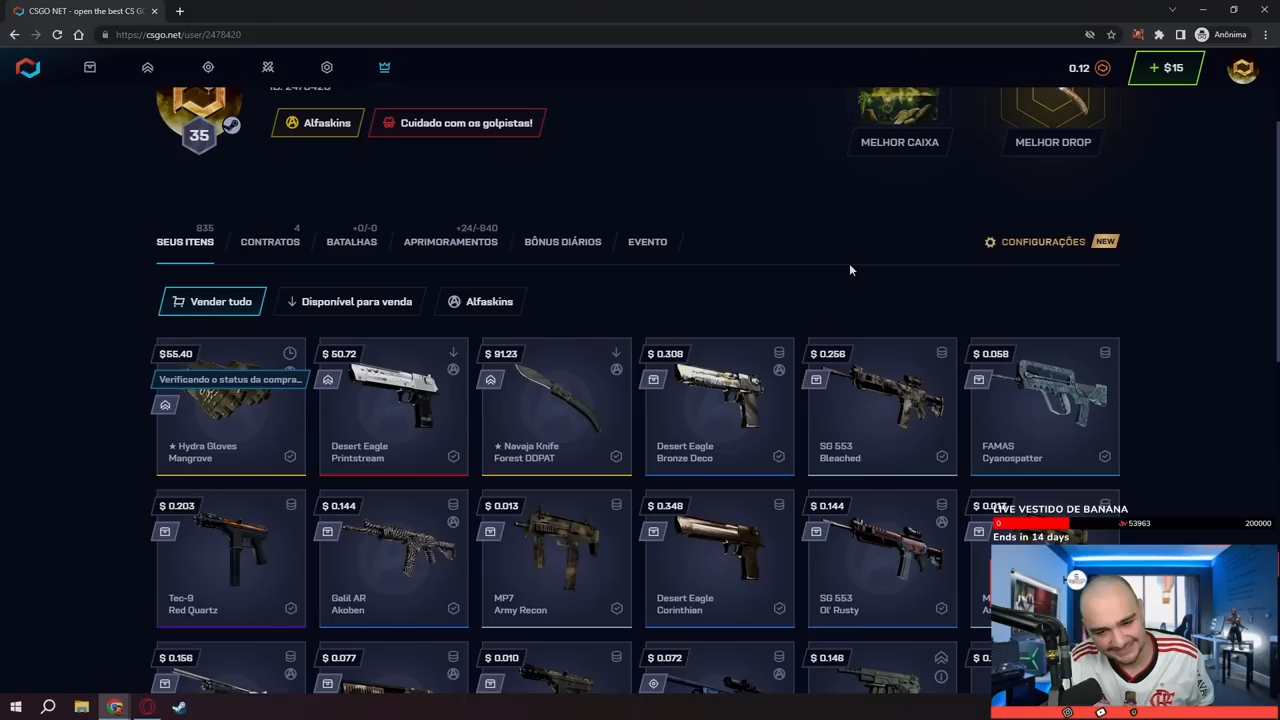 CSGO NET - open the best CS G
https://csgo.net/user/2478420
Anônima
0.12
+ $15
ID: 2478420
35
Alfaskins
Cuidado com os golpistas!
MELHOR CAIXA
MELHOR DROP
835
SEUS ITENS
4
CONTRATOS
+0/-0
BATALHAS
+24/-840
APRIMORAMENTOS
BÔNUS DIÁRIOS
EVENTO
CONFIGURAÇÕES
NEW
Vender tudo
Disponível para venda
Alfaskins
$55.40
Verificando o status da compra...
★ Hydra Gloves
Mangrove
$ 50.72
Desert Eagle
Printstream
$ 91.23
★ Navaja Knife
Forest DDPAT
$ 0.308
Desert Eagle
Bronze Deco
$ 0.256
SG 553
Bleached
$ 0.058
FAMAS
Cyanospatter
$ 0.203
Tec-9
Red Quartz
$ 0.144
Galil AR
Akoben
$ 0.013
MP7
Army Recon
$ 0.348
Desert Eagle
Corinthian
$ 0.144
SG 553
Ol' Rusty
LIVE VESTIDO DE BANANA
0
53963
200000
Ends in 14 days
$ 0.156
$ 0.077
$ 0.010
$ 0.072
$ 0.146